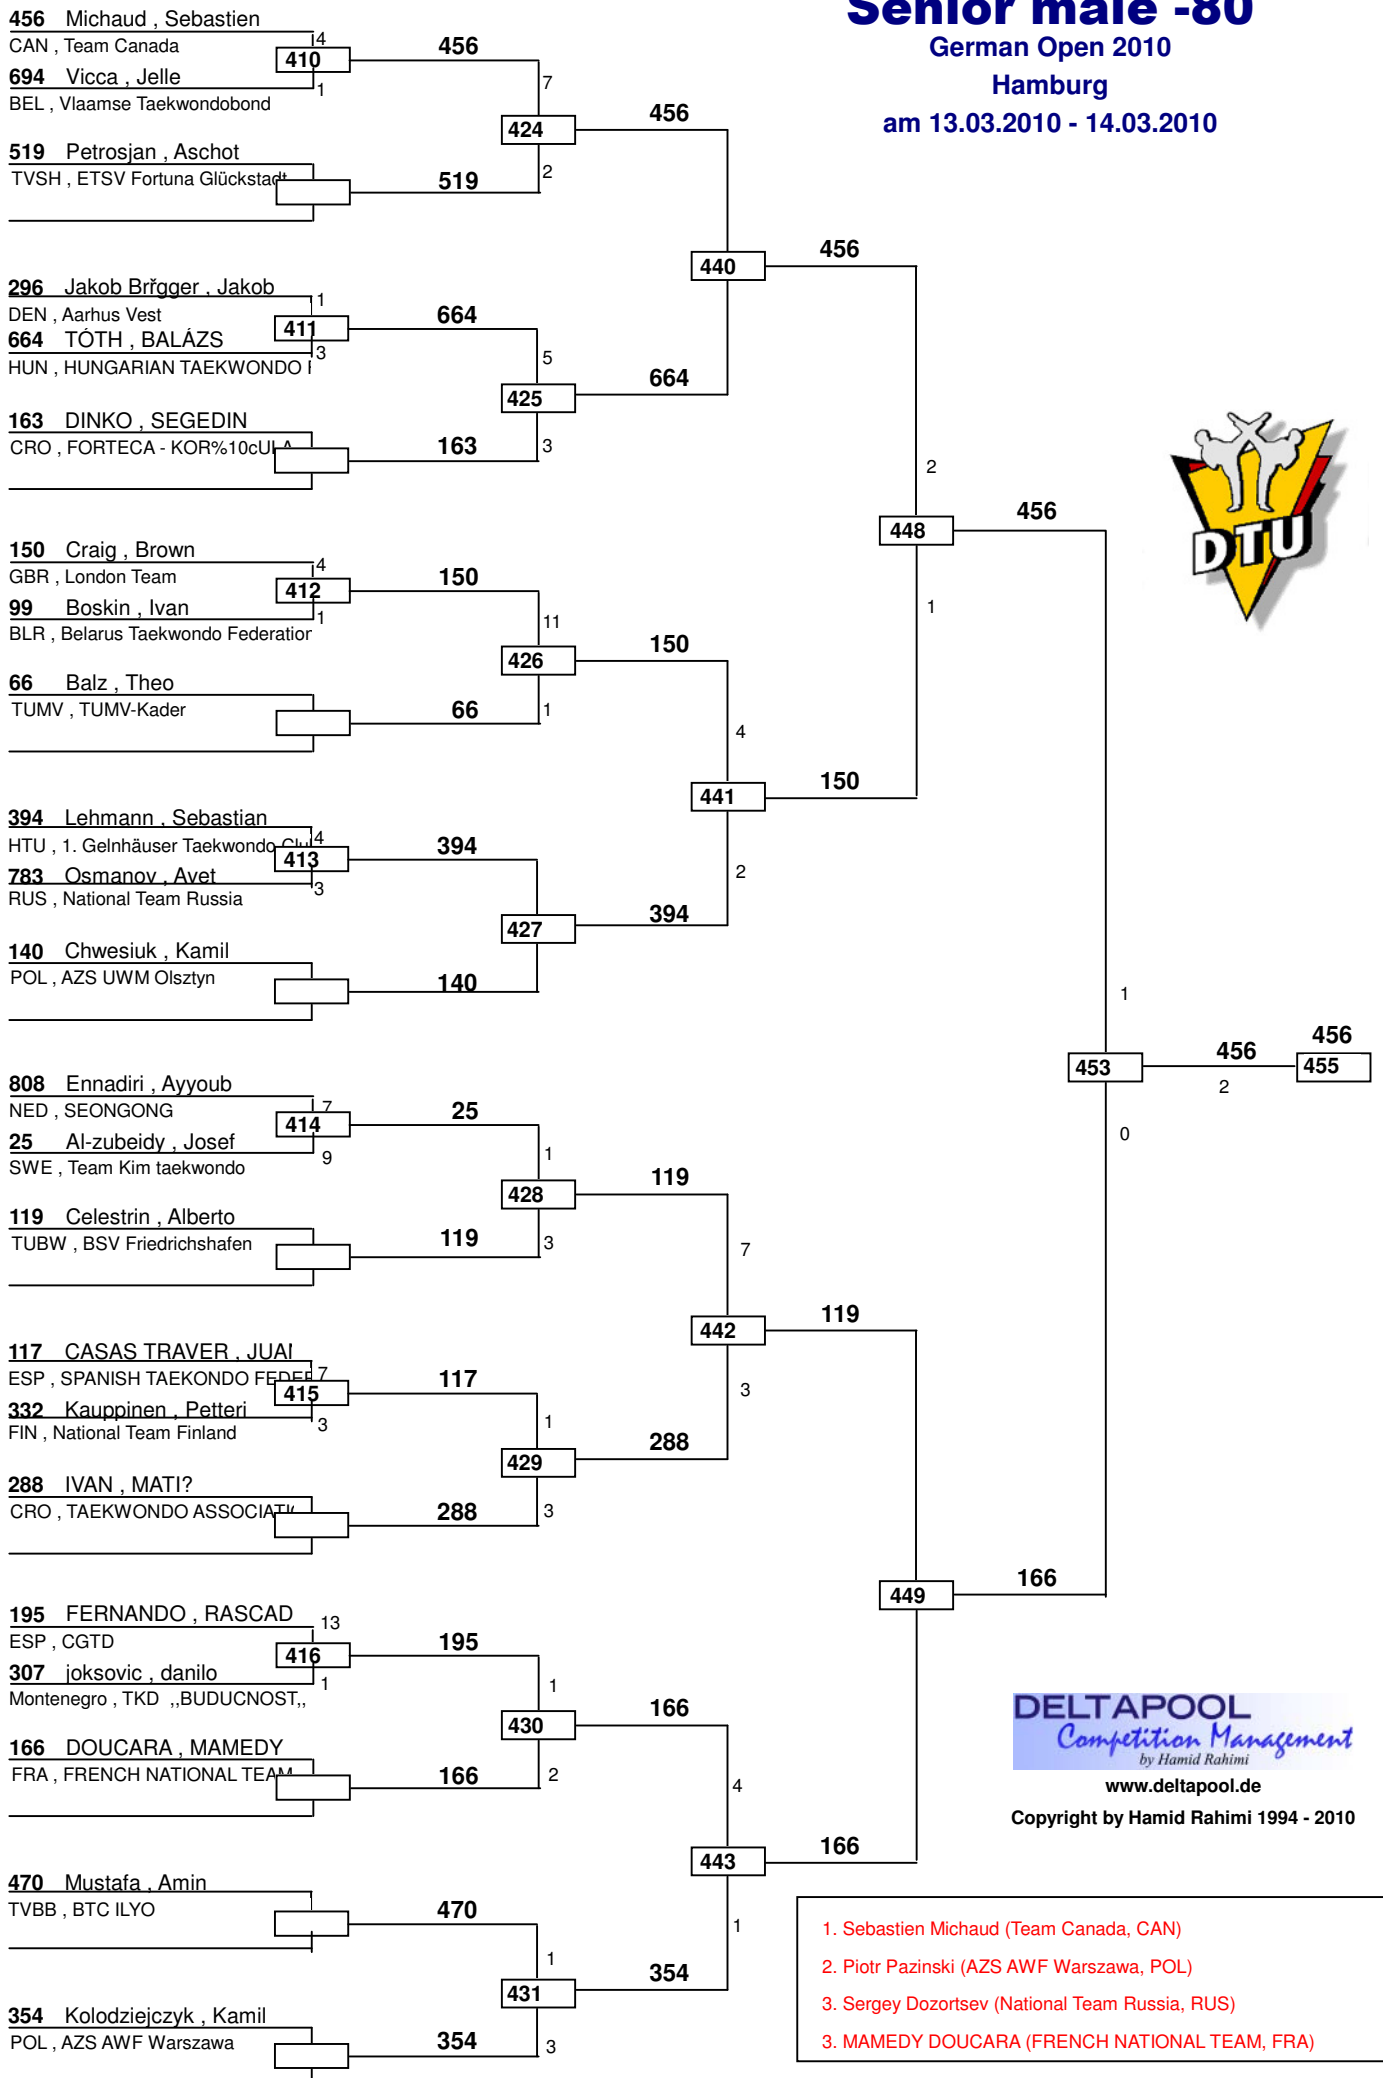 Senior male -80
German Open 2010
Hamburg
am 13.03.2010 - 14.03.2010
456 Michaud , Sebastien
CAN , Team Canada
694 Vicca , Jelle
BEL , Vlaamse Taekwondobond
4
410
1
456
519 Petrosjan , Aschot
TVSH , ETSV Fortuna Glückstadt
519
7
424
2
456
296 Jakob Břgger , Jakob
DEN , Aarhus Vest
664 TÓTH , BALÁZS
HUN , HUNGARIAN TAEKWONDO
1
411
3
664
163 DINKO , SEGEDIN
CRO , FORTECA - KOR%10cULA
163
5
425
3
664
440
456
150 Craig , Brown
GBR , London Team
99 Boskin , Ivan
BLR , Belarus Taekwondo Federation
4
412
1
150
66 Balz , Theo
TUMV , TUMV-Kader
66
11
426
1
150
394 Lehmann , Sebastian
HTU , 1. Gelnhäuser Taekwondo Clu
783 Osmanov , Avet
RUS , National Team Russia
4
413
3
394
140 Chwesiuk , Kamil
POL , AZS UWM Olsztyn
140
427
394
4
441
2
150
2
448
1
456
DTU
808 Ennadiri , Ayyoub
NED , SEONGONG
25 Al-zubeidy , Josef
SWE , Team Kim taekwondo
7
414
9
25
119 Celestrin , Alberto
TUBW , BSV Friedrichshafen
119
1
428
3
119
117 CASAS TRAVER , JUAN
ESP , SPANISH TAEKONDO FEDER
332 Kauppinen , Petteri
FIN , National Team Finland
7
415
3
117
288 IVAN , MATI?
CRO , TAEKWONDO ASSOCIATI
288
1
429
3
288
7
442
3
119
195 FERNANDO , RASCAD
ESP , CGTD
307 joksovic , danilo
Montenegro , TKD ,,BUDUCNOST,,
13
416
1
195
166 DOUCARA , MAMEDY
FRA , FRENCH NATIONAL TEAM
166
1
430
2
166
470 Mustafa , Amin
TVBB , BTC ILYO
470
354 Kolodziejczyk , Kamil
POL , AZS AWF Warszawa
354
1
431
3
354
4
443
1
166
449
166
1
453
0
456
2
456
455
DELTAPOOL
Competition Management
by Hamid Rahimi
www.deltapool.de
Copyright by Hamid Rahimi 1994 - 2010
1. Sebastien Michaud (Team Canada, CAN)
2. Piotr Pazinski (AZS AWF Warszawa, POL)
3. Sergey Dozortsev (National Team Russia, RUS)
3. MAMEDY DOUCARA (FRENCH NATIONAL TEAM, FRA)